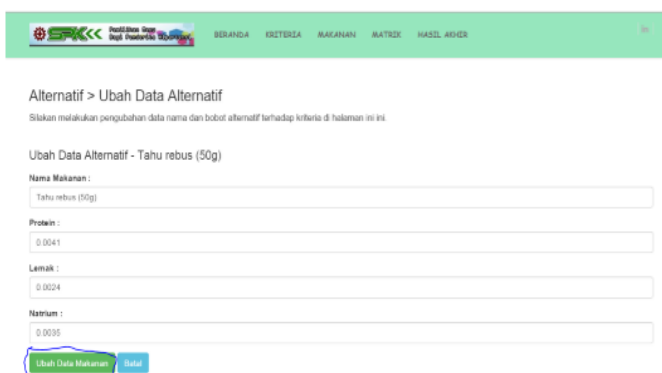 SPK<<
BERANDA KRITERIA MAKANAN MATRIK HASIL AKHIR
Alternatif > Ubah Data Alternatif
Silakan melakukan pengubahan data nama dan bobot alternatif terhadap kriteria di halaman ini ini.
Ubah Data Alternatif - Tahu rebus (50g)
Nama Makanan :
Tahu rebus (50g)
Protein :
0.0041
Lemak :
0.0024
Natrium :
0.0035
Ubah Data Makanan Batal